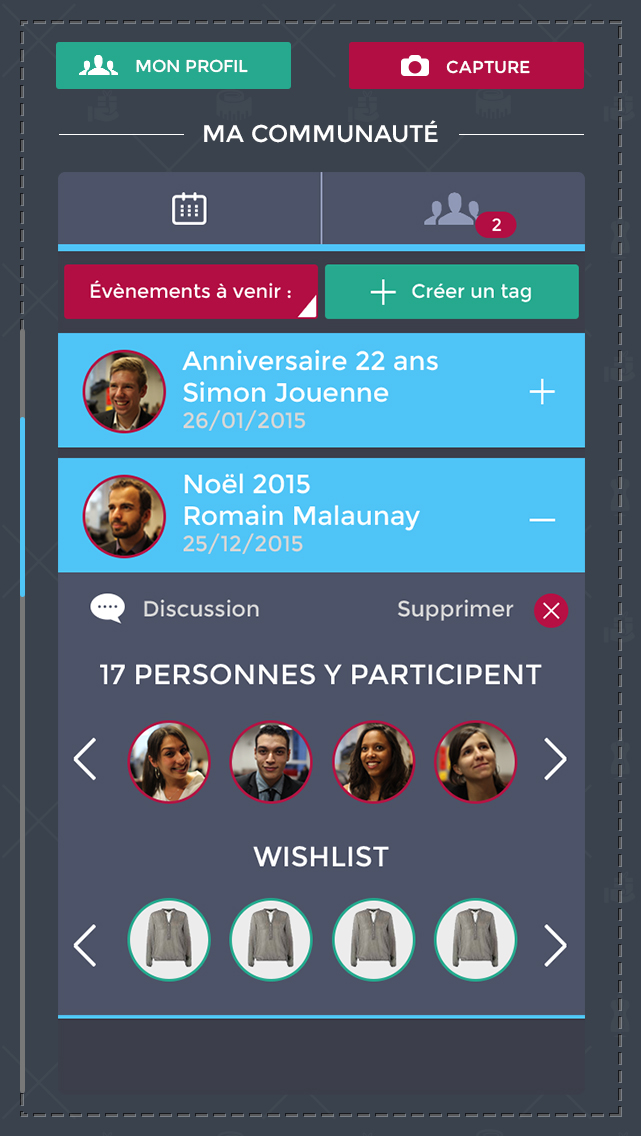 MON PROFIL
CAPTURE
MA COMMUNAUTÉ
2
Évènements à venir :
Créer un tag
Anniversaire 22 ans
Simon Jouenne
26/01/2015
Noël 2015
Romain Malaunay
25/12/2015
Discussion
Supprimer
17 PERSONNES Y PARTICIPENT
WISHLIST